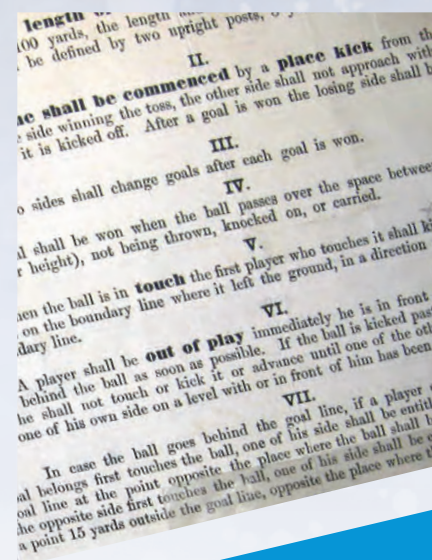 length
100 yards, the length
be defined by two upright posts,
II.
shall be commenced by a place kick from
side winning the toss, the other side shall not approach
it is kicked off. After a goal is won the losing side shall
III.
sides shall change goals after each goal is won.
IV.
shall be won when the ball passes over the space between
height), not being thrown, knocked on, or carried.
V.
the ball is in touch the first player who touches it shall
on the boundary line where it left the ground, in a direction
line.
VI.
A player shall be out of play immediately he is in front
behind the ball as soon as possible. If the ball is kicked
he shall not touch or kick it or advance until one of the
one of his own side on a level with or in front of him has been
VII.
In case the ball goes behind the goal line, if a player
belongs first touches the ball, one of his side shall be
line at the point opposite the place where the ball shall
opposite side first touches the ball, one of his side shall be
a point 15 yards outside the goal line, opposite the place where